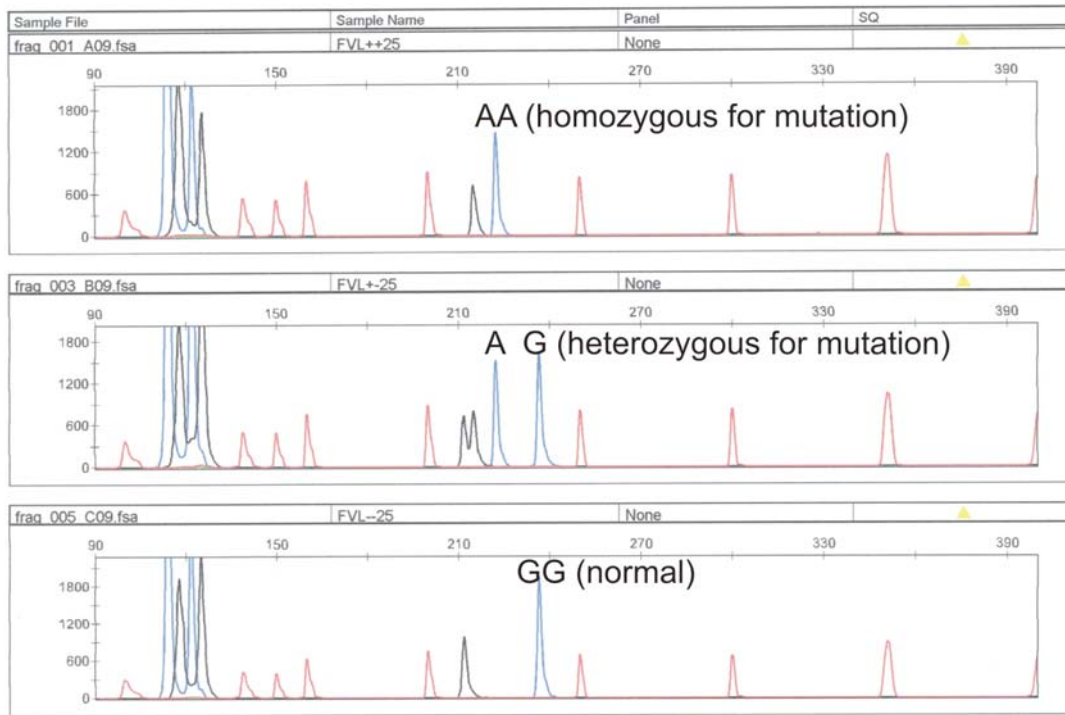 Sample File Sample Name Panel SQ
frag_001_A09.fsa FVL++25 None
90 150 210 270 330 390
AA (homozygous for mutation)
1800
1200
600
0
frag_003_B09.fsa FVL+-25 None
90 150 210 270 330 390
A G (heterozygous for mutation)
1800
1200
600
0
frag_005_C09.fsa FVL--25 None
90 150 210 270 330 390
GG (normal)
1800
1200
600
0